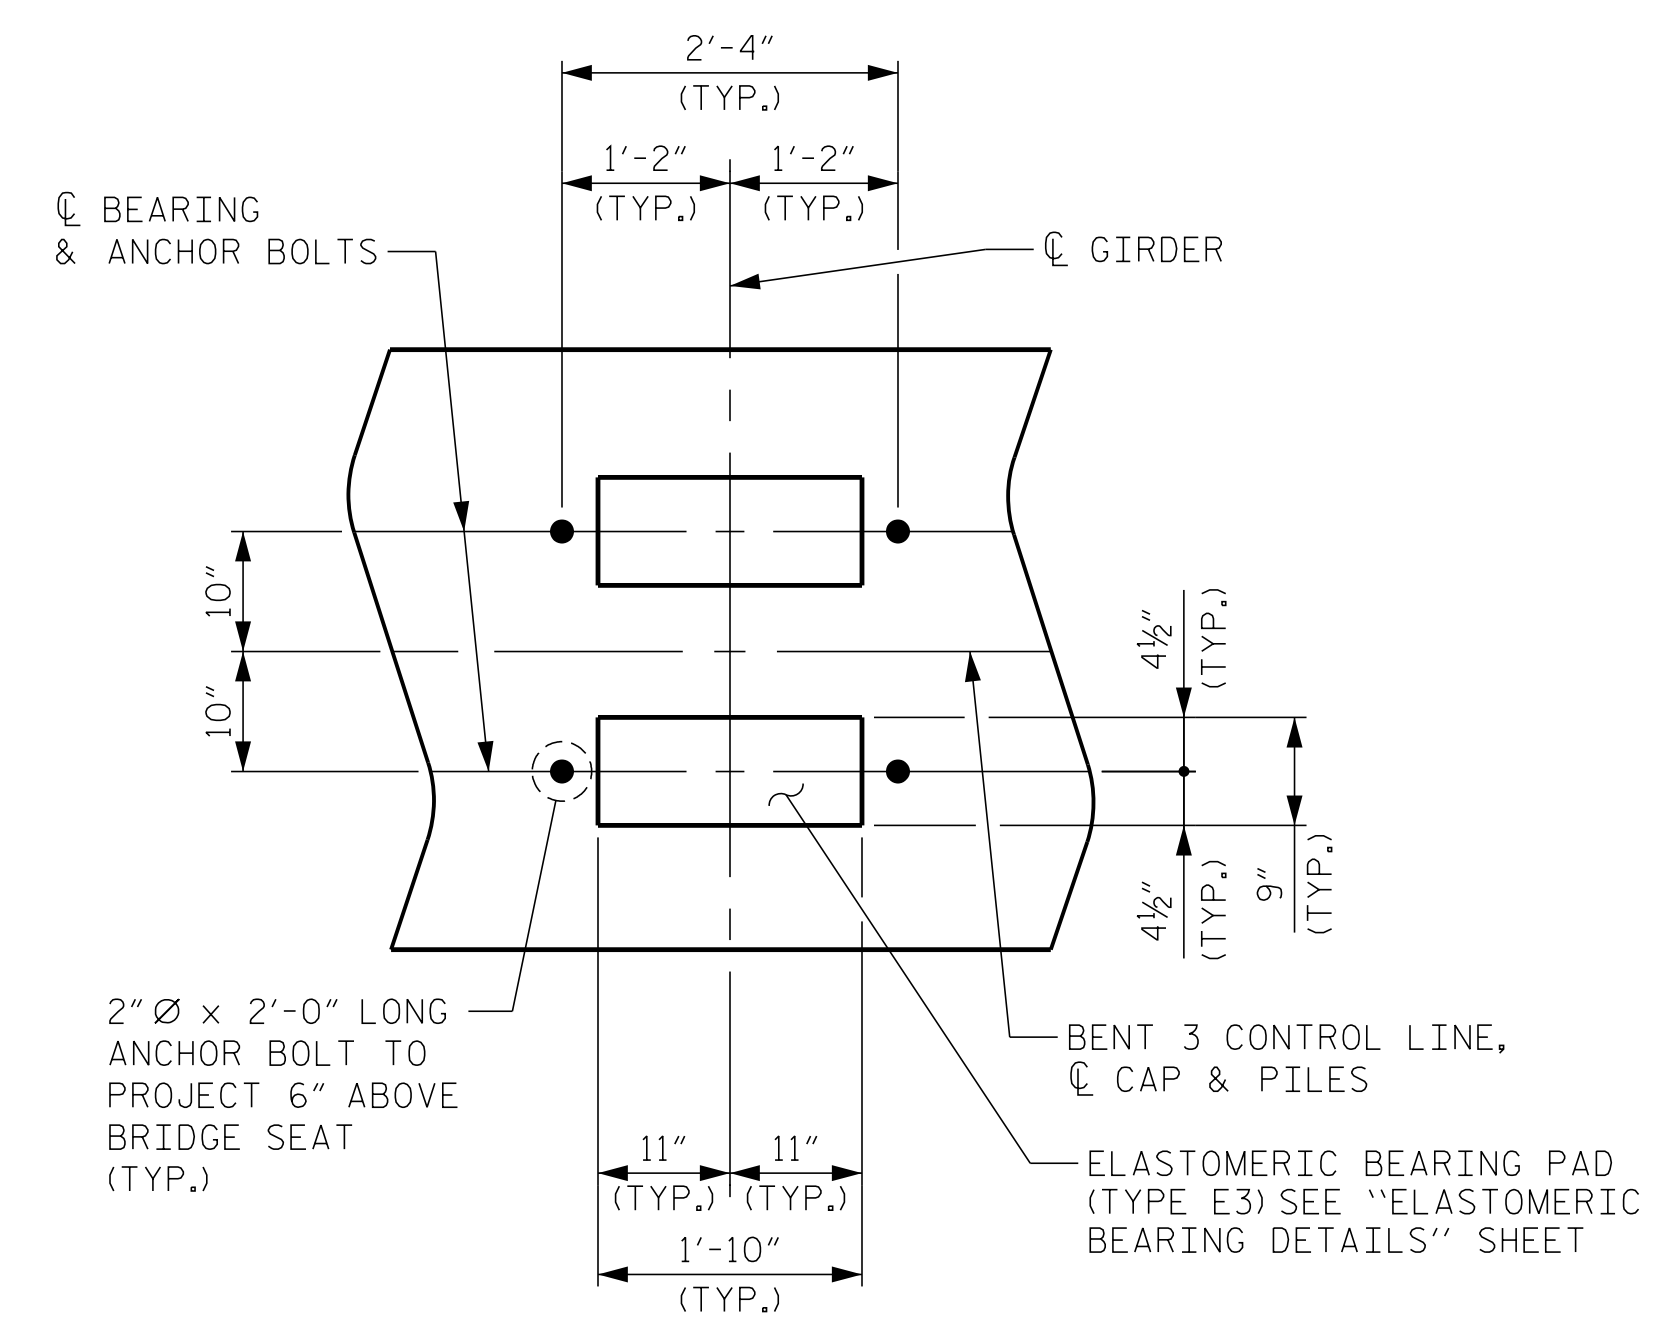 2'-4"
(TYP.)
1'-2"
(TYP.)
1'-2"
(TYP.)
℄ BEARING
& ANCHOR BOLTS
℄ GIRDER
10"
10"
4½"
(TYP.)
4½"
(TYP.)
9"
(TYP.)
2"Ø x 2'-0" LONG
ANCHOR BOLT TO
PROJECT 6" ABOVE
BRIDGE SEAT
(TYP.)
BENT 3 CONTROL LINE,
℄ CAP & PILES
ELASTOMERIC BEARING PAD
(TYPE E3) SEE ‘‘ELASTOMERIC
BEARING DETAILS’’ SHEET
11"
(TYP.)
11"
(TYP.)
1'-10"
(TYP.)